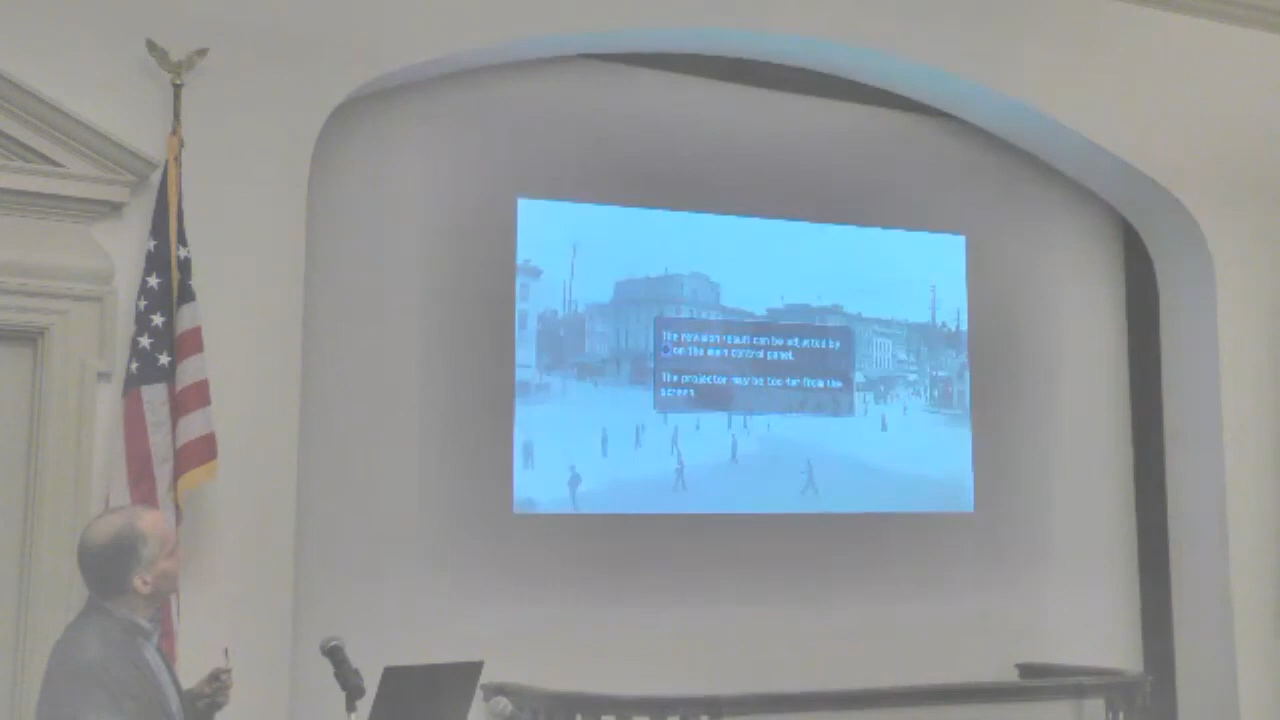 The revision result can be adjusted by
on the main control panel.
The projector may be too far from the
screen.